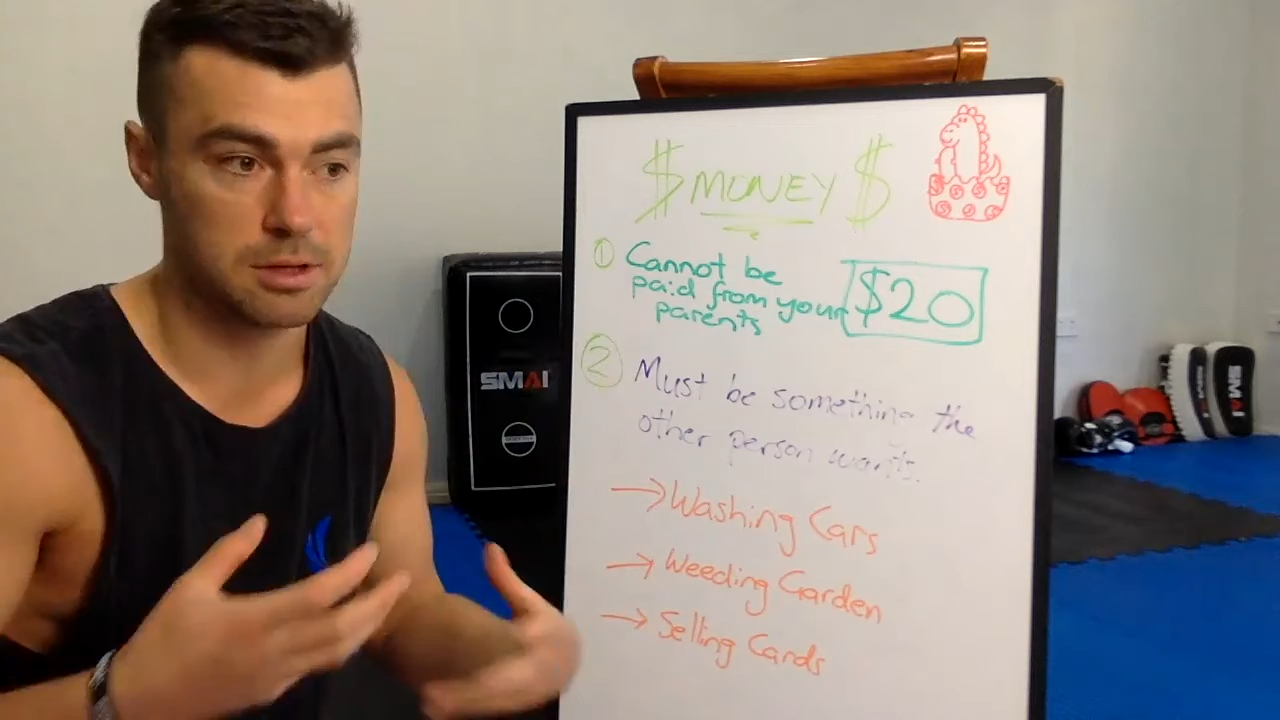 $ MONEY $
① Cannot be
paid from your
parents
$20
② Must be something the
other person wants.
→ Washing Cars
→ Weeding Garden
→ Selling Cards
SMAI
SMAI